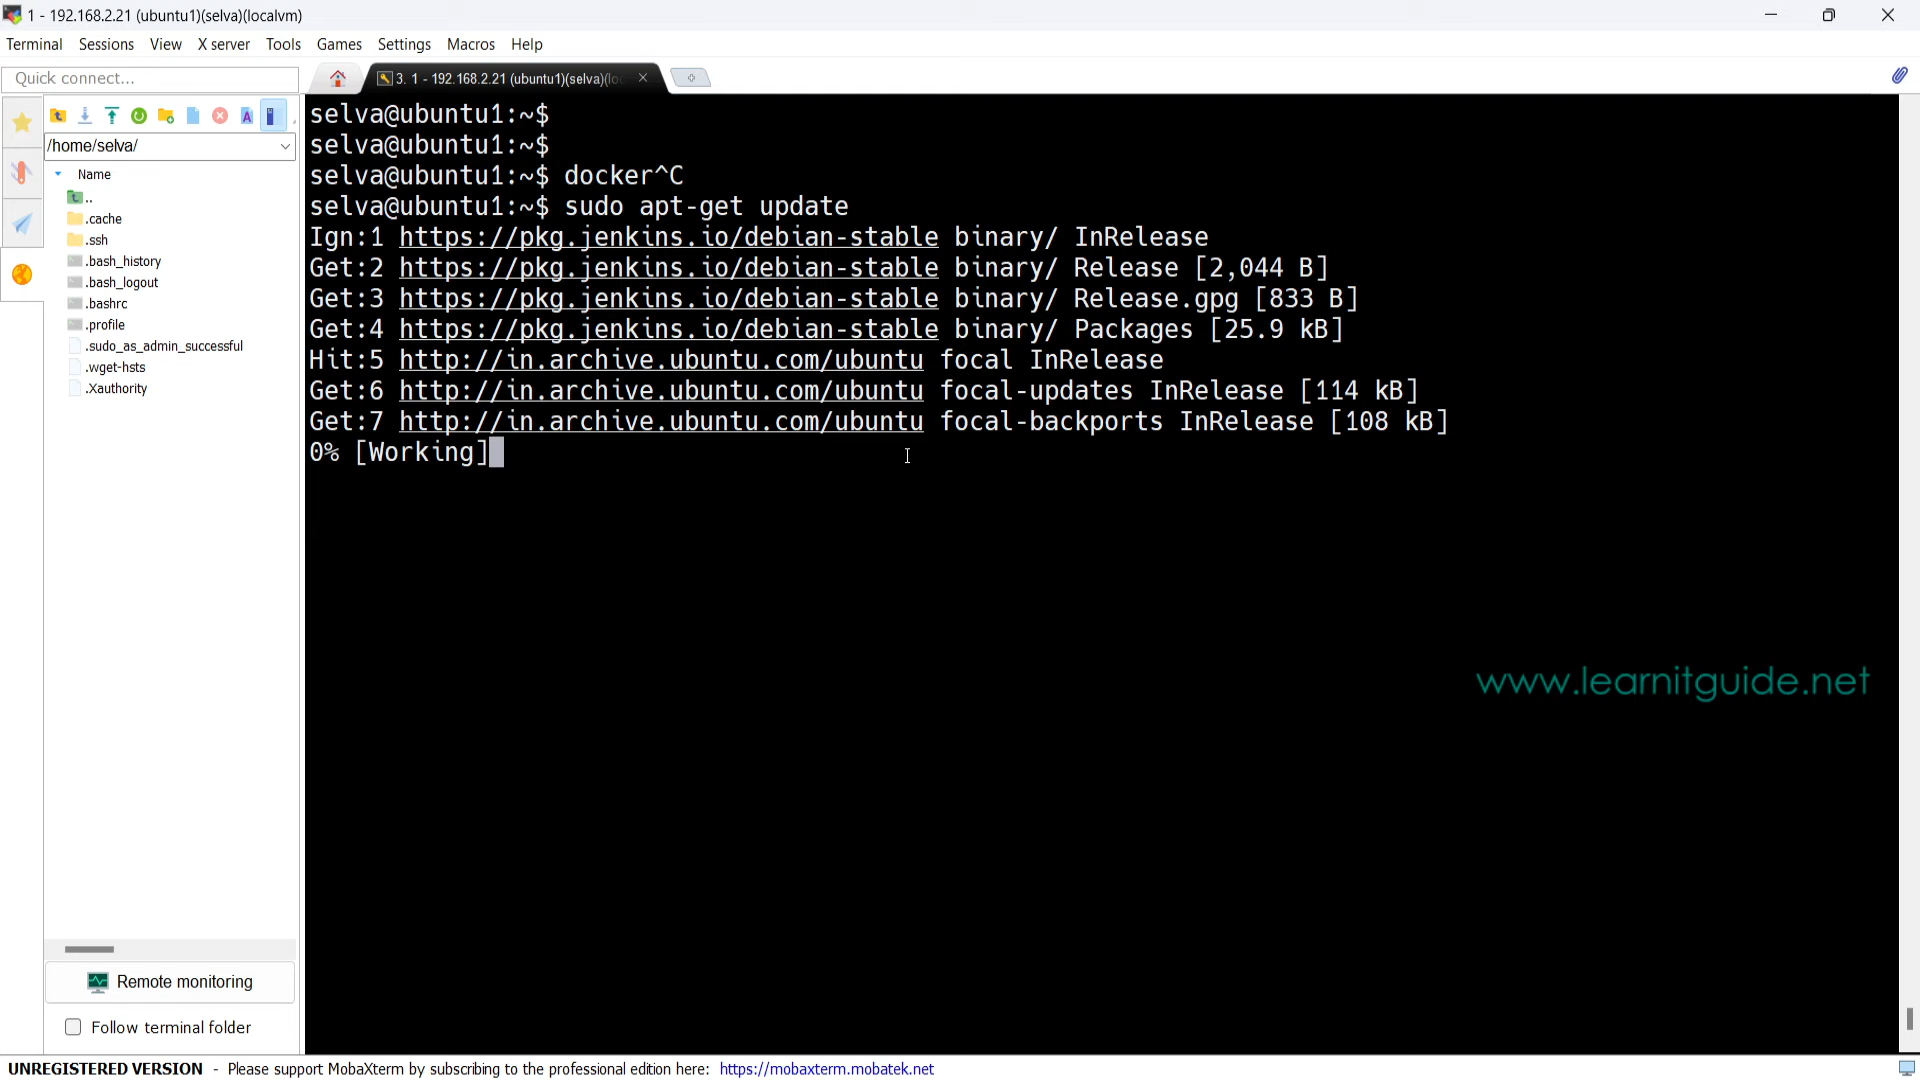 1 - 192.168.2.21 (ubuntu1)(selva)(localvm)
Terminal Sessions View X server Tools Games Settings Macros Help
Quick connect...
3. 1 - 192.168.2.21 (ubuntu1)(selva)(lo
/home/selva/
Name
..
.cache
.ssh
.bash_history
.bash_logout
.bashrc
.profile
.sudo_as_admin_successful
.wget-hsts
.Xauthority
Remote monitoring
Follow terminal folder
selva@ubuntu1:~$
selva@ubuntu1:~$
selva@ubuntu1:~$ docker^C
selva@ubuntu1:~$ sudo apt-get update
Ign:1 https://pkg.jenkins.io/debian-stable binary/ InRelease
Get:2 https://pkg.jenkins.io/debian-stable binary/ Release [2,044 B]
Get:3 https://pkg.jenkins.io/debian-stable binary/ Release.gpg [833 B]
Get:4 https://pkg.jenkins.io/debian-stable binary/ Packages [25.9 kB]
Hit:5 http://in.archive.ubuntu.com/ubuntu focal InRelease
Get:6 http://in.archive.ubuntu.com/ubuntu focal-updates InRelease [114 kB]
Get:7 http://in.archive.ubuntu.com/ubuntu focal-backports InRelease [108 kB]
0% [Working]
www.learnitguide.net
UNREGISTERED VERSION - Please support MobaXterm by subscribing to the professional edition here: https://mobaxterm.mobatek.net